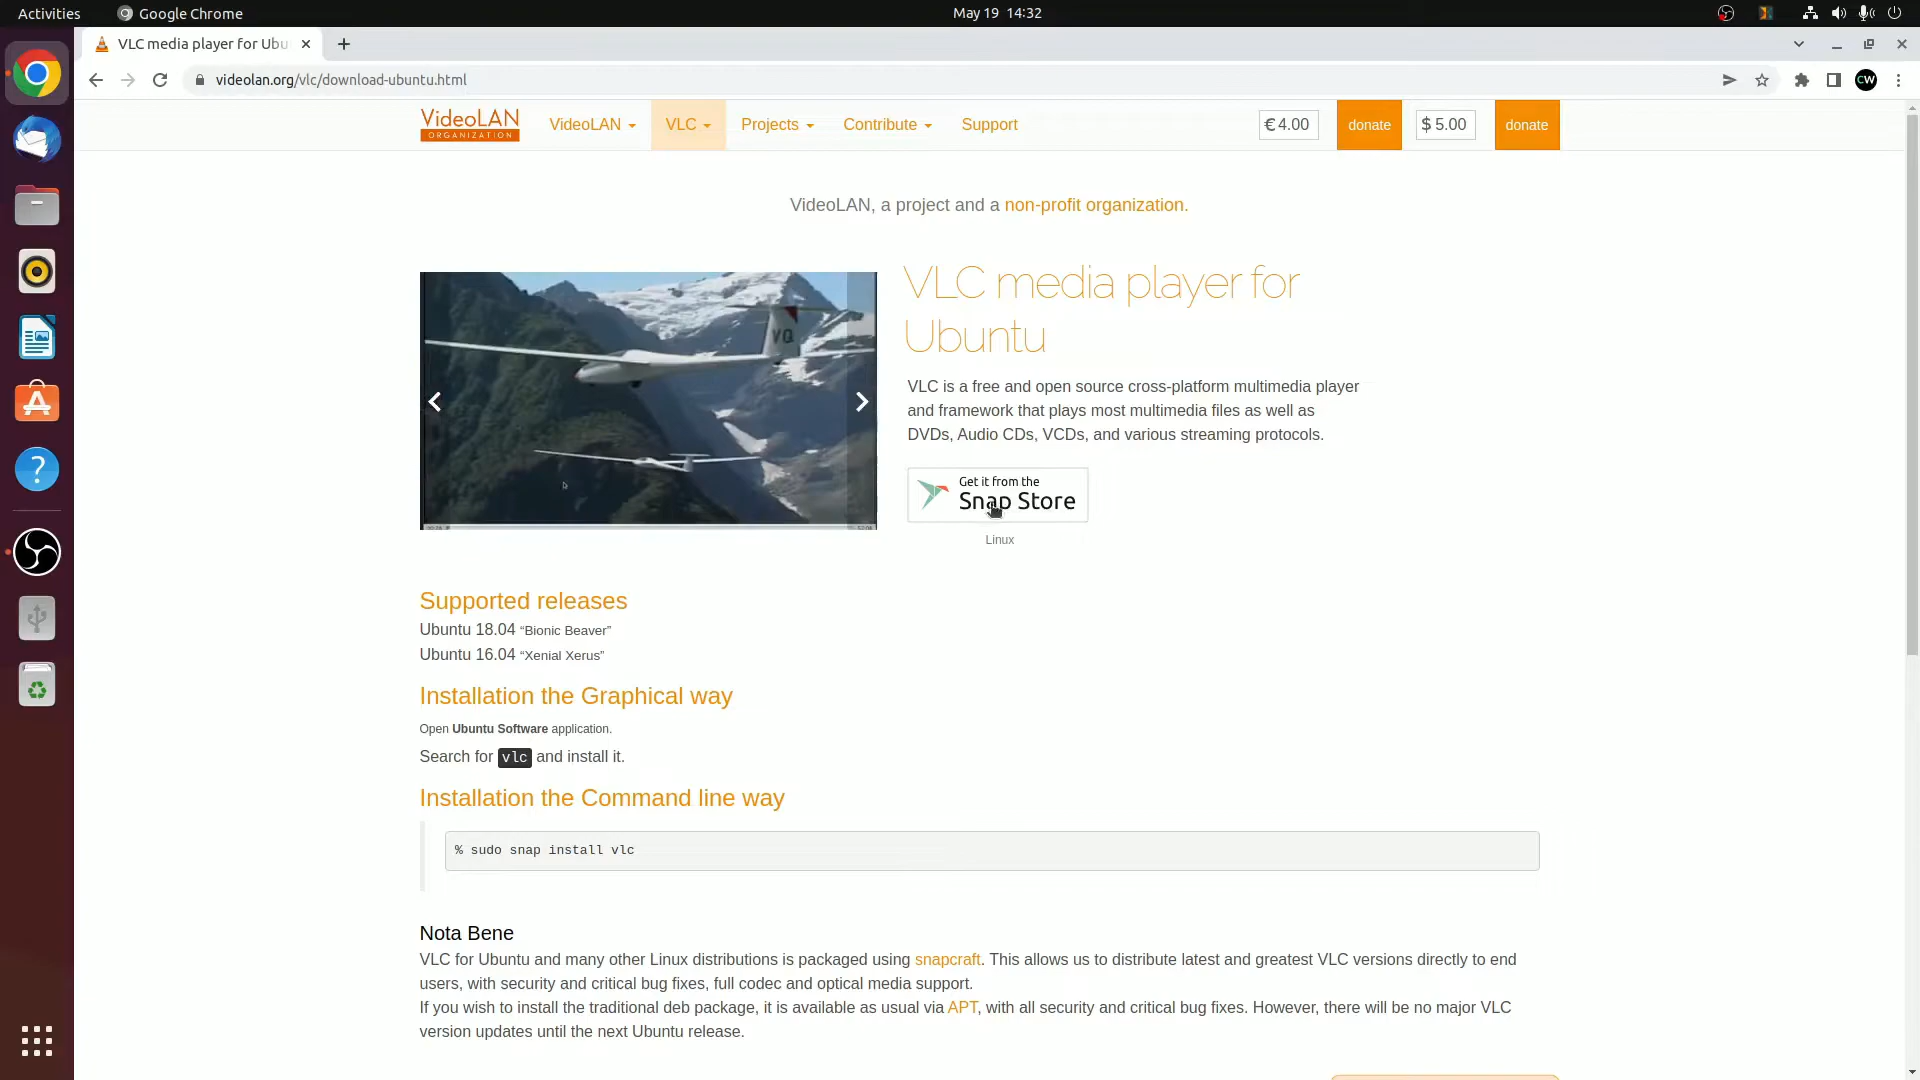 Activities
Google Chrome
May 19 14:32
VLC media player for Ubu
videolan.org/vlc/download-ubuntu.html
CW
VideoLAN
ORGANIZATION
VideoLAN
VLC
Projects
Contribute
Support
€ 4.00
donate
$ 5.00
donate
VideoLAN, a project and a non-profit organization.
VQ
VLC media player for
Ubuntu
VLC is a free and open source cross-platform multimedia player
and framework that plays most multimedia files as well as
DVDs, Audio CDs, VCDs, and various streaming protocols.
Get it from the
Snap Store
Linux
Supported releases
Ubuntu 18.04 “Bionic Beaver”
Ubuntu 16.04 “Xenial Xerus”
Installation the Graphical way
Open Ubuntu Software application.
Search for vlc and install it.
Installation the Command line way
% sudo snap install vlc
Nota Bene
VLC for Ubuntu and many other Linux distributions is packaged using snapcraft. This allows us to distribute latest and greatest VLC versions directly to end
users, with security and critical bug fixes, full codec and optical media support.
If you wish to install the traditional deb package, it is available as usual via APT, with all security and critical bug fixes. However, there will be no major VLC
version updates until the next Ubuntu release.